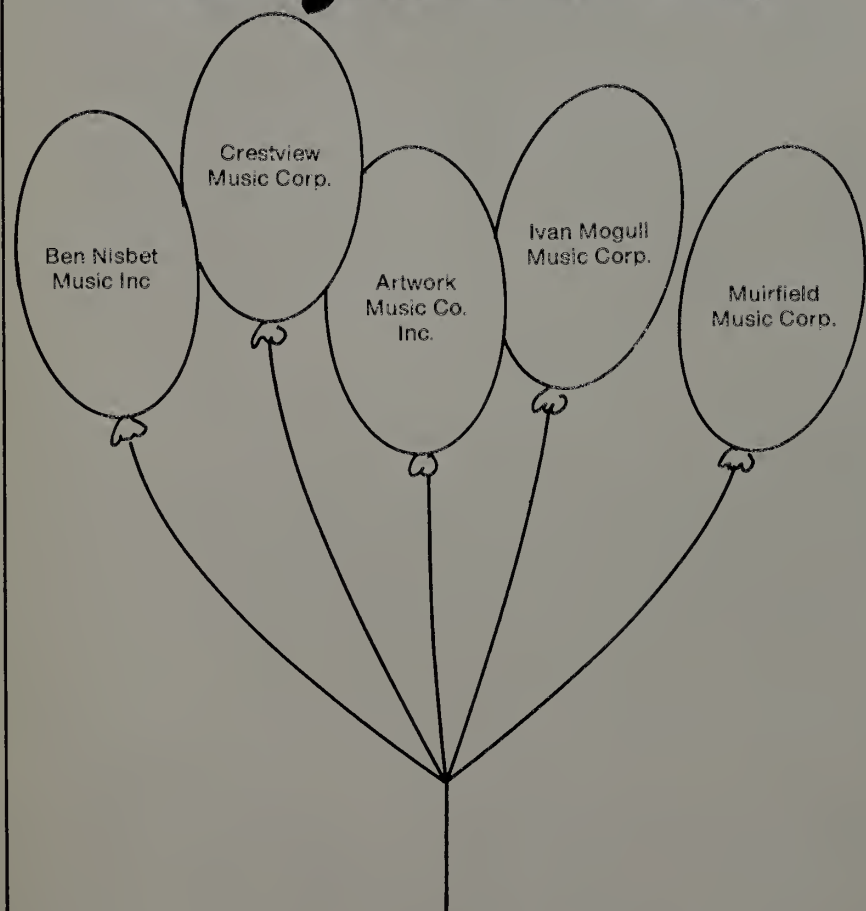 Crestview
Music Corp.
Ben Nisbet
Music Inc
Artwork
Music Co.
Inc.
Ivan Mogull
Music Corp.
Muirfield
Music Corp.